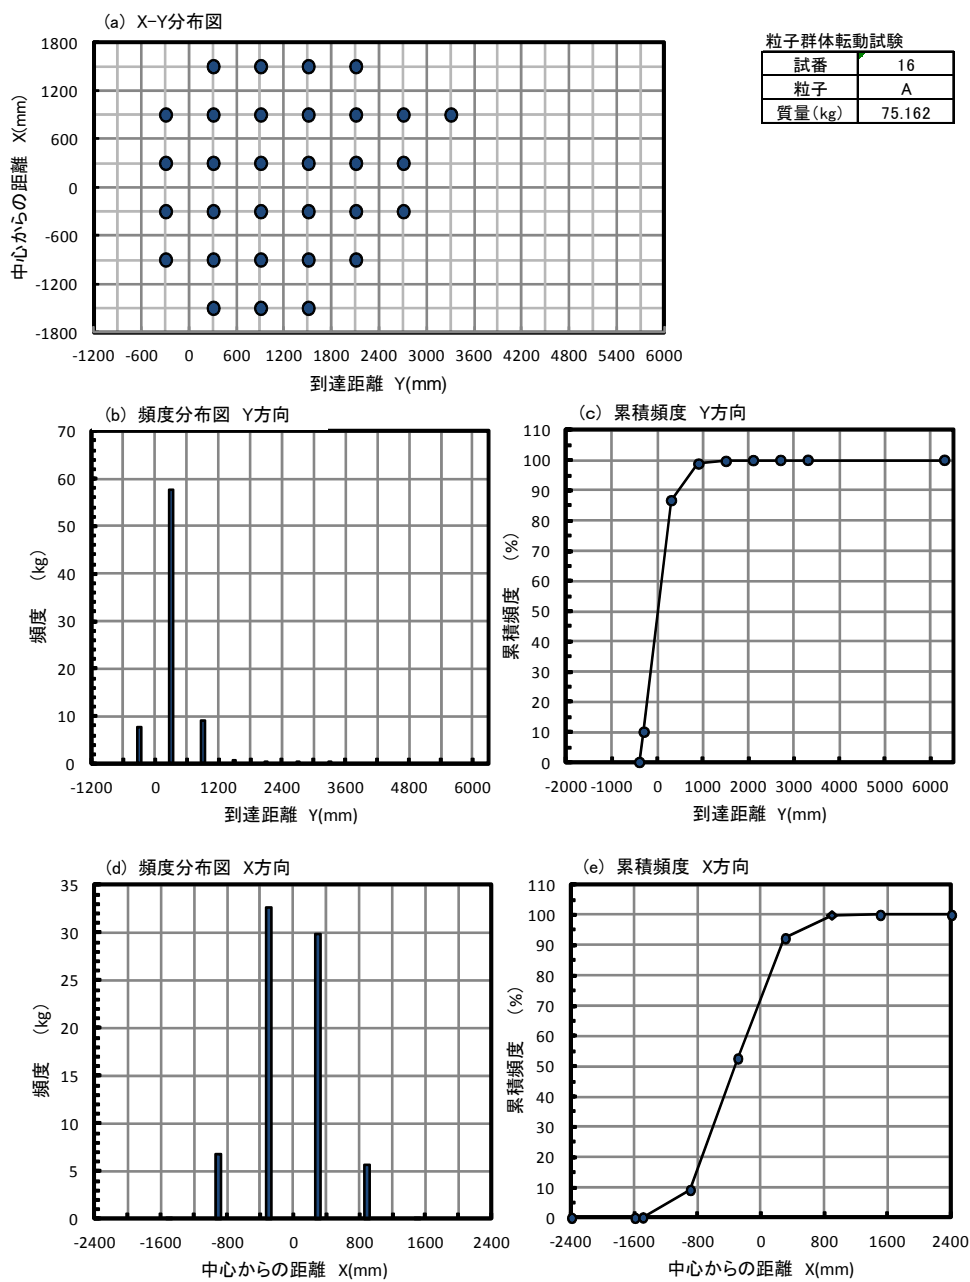 (a) X-Y分布図
1800
1200
600
0
-600
-1200
-1800
中心からの距離 X(mm)
-1200 -600 0 600 1200 1800 2400 3000 3600 4200 4800 5400 6000
到達距離 Y(mm)
粒子群体転動試験
試番 16
粒子 A
質量(kg) 75.162
(b) 頻度分布図 Y方向
70
60
50
40
30
20
10
0
頻度 (kg)
-1200 0 1200 2400 3600 4800 6000
到達距離 Y(mm)
(c) 累積頻度 Y方向
110
100
90
80
70
60
50
40
30
20
10
0
累積頻度 (%)
-2000 -1000 0 1000 2000 3000 4000 5000 6000
到達距離 Y(mm)
(d) 頻度分布図 X方向
35
30
25
20
15
10
5
0
頻度 (kg)
-2400 -1600 -800 0 800 1600 2400
中心からの距離 X(mm)
(e) 累積頻度 X方向
110
100
90
80
70
60
50
40
30
20
10
0
累積頻度 (%)
-2400 -1600 -800 0 800 1600 2400
中心からの距離 X(mm)